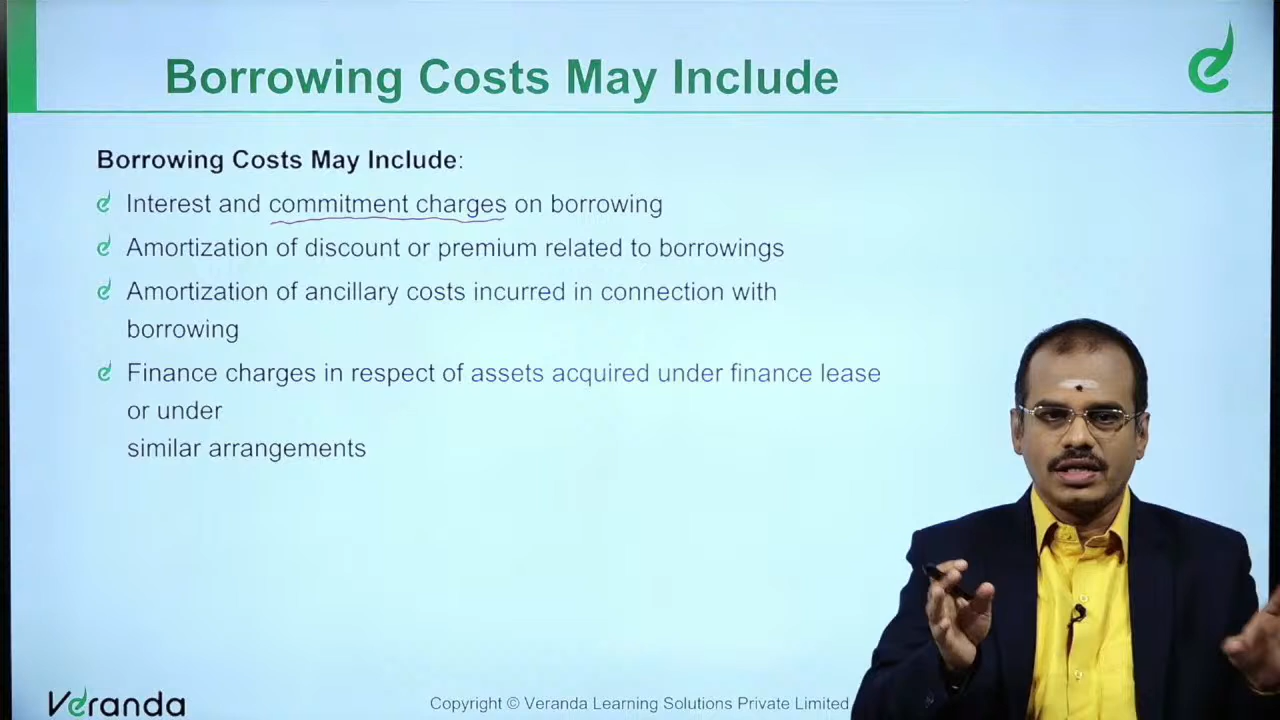 Borrowing Costs May Include
Borrowing Costs May Include:
Interest and commitment charges on borrowing
Amortization of discount or premium related to borrowings
Amortization of ancillary costs incurred in connection with
borrowing
Finance charges in respect of assets acquired under finance lease
or under
similar arrangements
Veranda
Copyright © Veranda Learning Solutions Private Limited